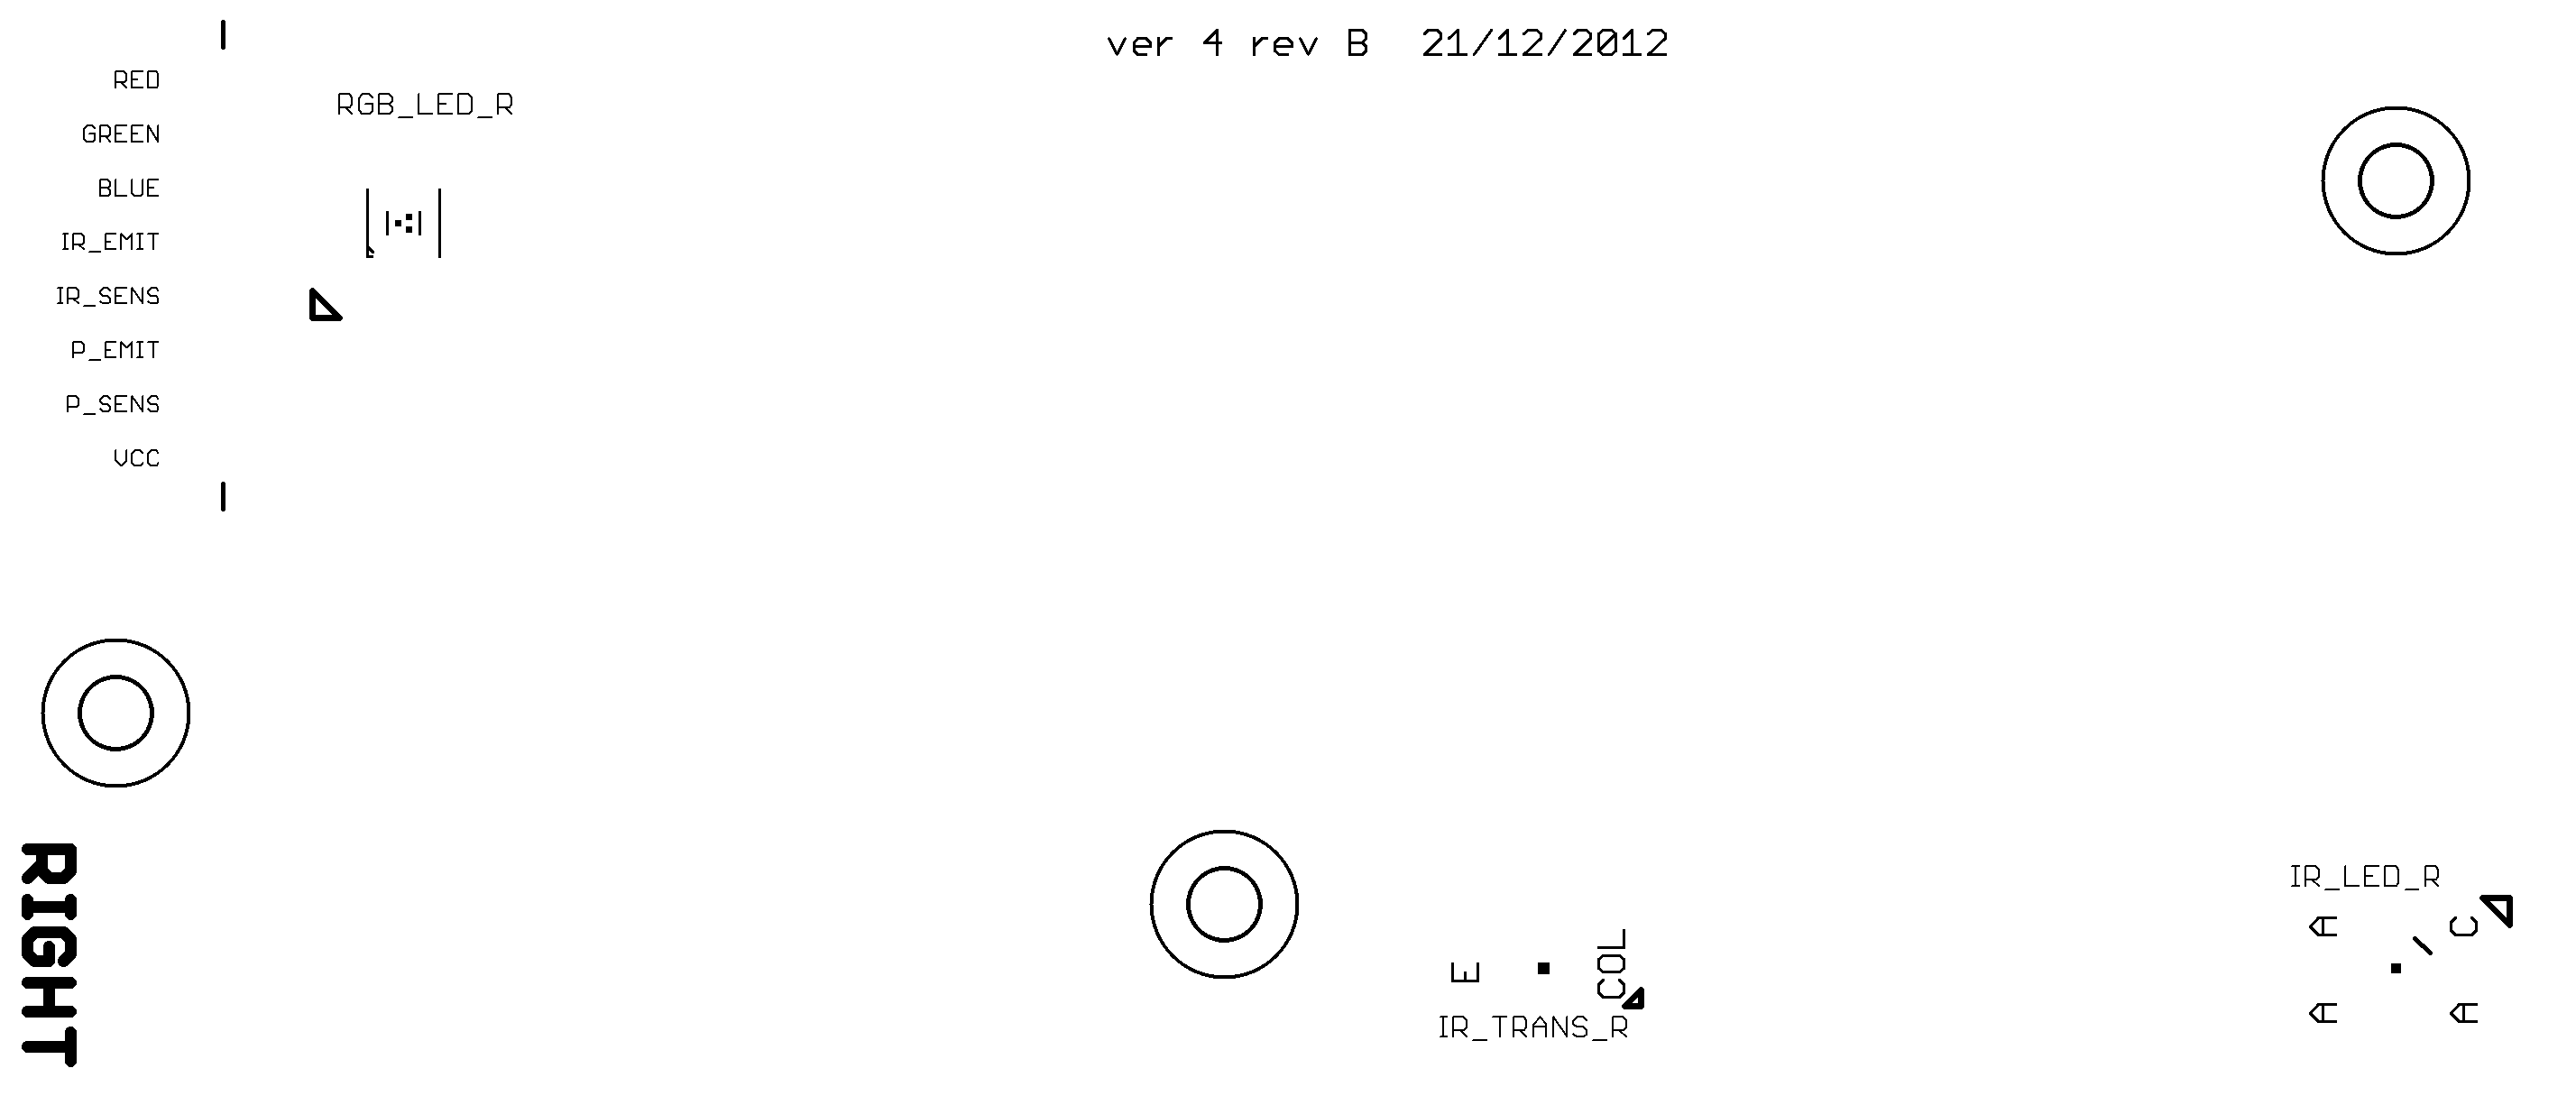 ver 4 rev B 21/12/2012
RED
GREEN
BLUE
IR_EMIT
IR_SENS
P_EMIT
P_SENS
VCC
RGB_LED_R
RIGHT
E
COL
IR_TRANS_R
IR_LED_R
A
C
A
A